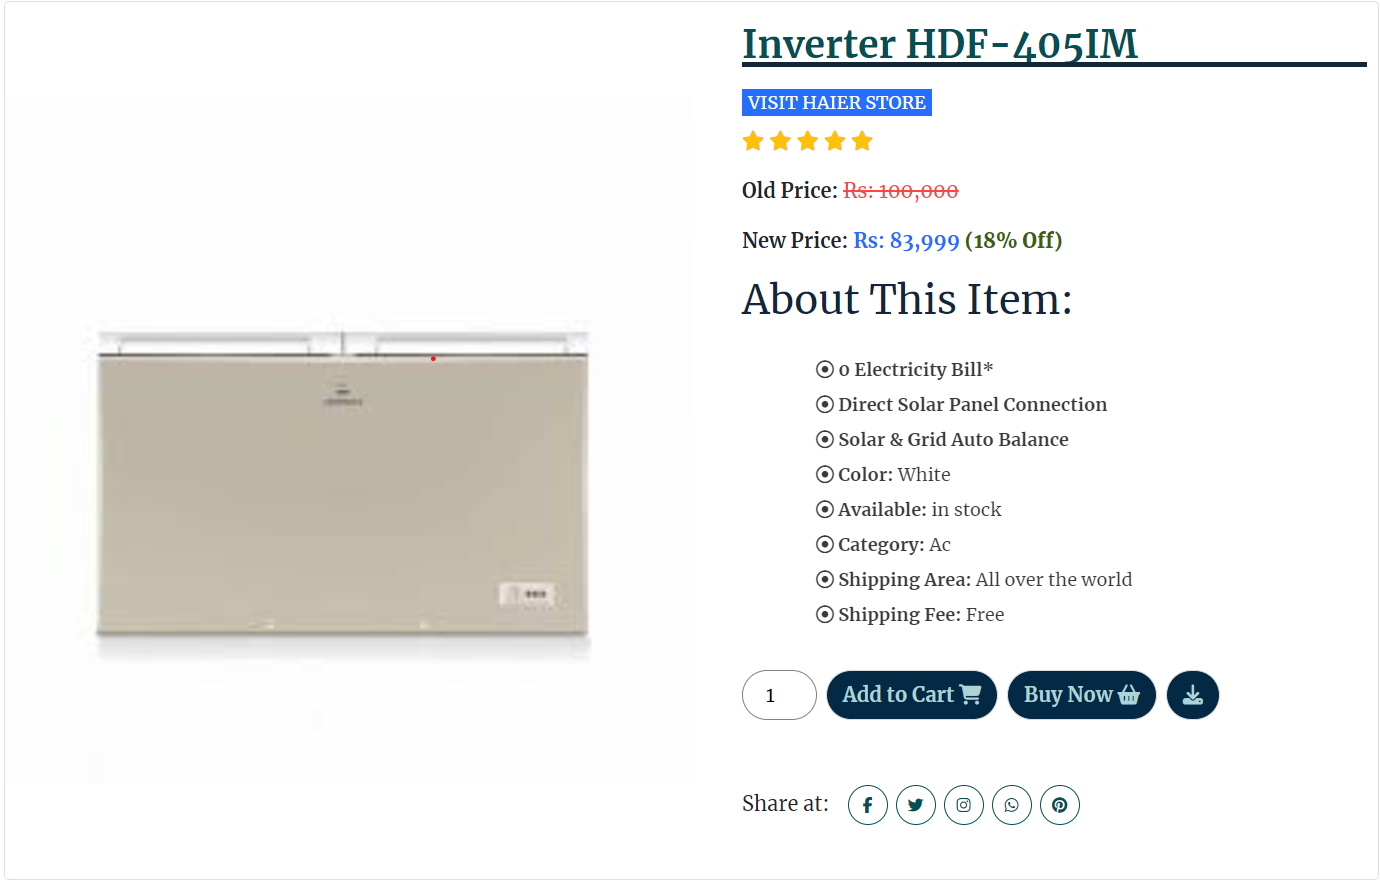 Inverter HDF-405IM
VISIT HAIER STORE
Old Price: Rs: 100,000
New Price: Rs: 83,999 (18% Off)
About This Item:
0 Electricity Bill*
Direct Solar Panel Connection
Solar & Grid Auto Balance
Color: White
Available: in stock
Category: Ac
Shipping Area: All over the world
Shipping Fee: Free
1
Add to Cart
Buy Now
Share at: